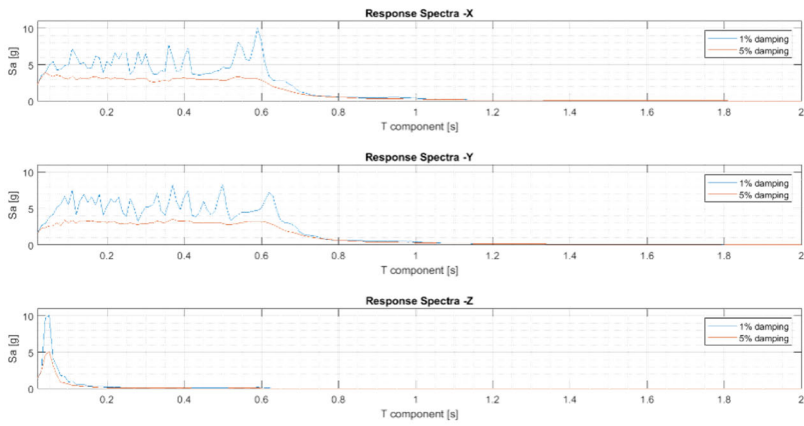 Response Spectra -X
Sa [g]
10
5
0
0.2 0.4 0.6 0.8 1 1.2 1.4 1.6 1.8 2
T component [s]
1% damping
5% damping
Response Spectra -Y
Sa [g]
10
5
0
0.2 0.4 0.6 0.8 1 1.2 1.4 1.6 1.8 2
T component [s]
1% damping
5% damping
Response Spectra -Z
Sa [g]
10
5
0
0.2 0.4 0.6 0.8 1 1.2 1.4 1.6 1.8 2
T component [s]
1% damping
5% damping